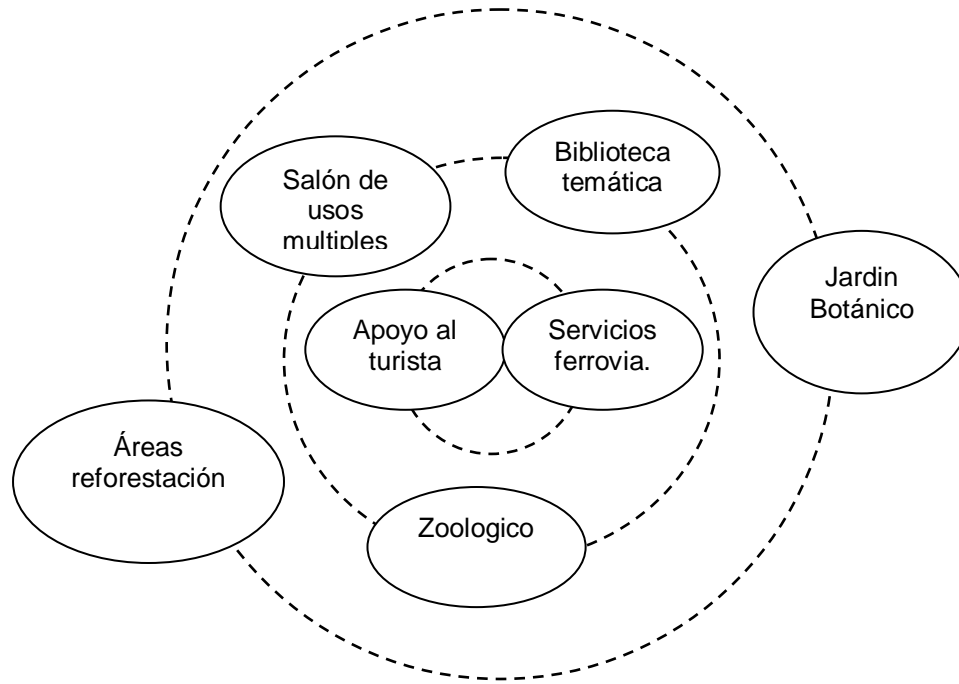 Salón de
usos
multiples
Biblioteca
temática
Jardin
Botánico
Apoyo al
turista
Servicios
ferrovia.
Áreas
reforestación
Zoologico